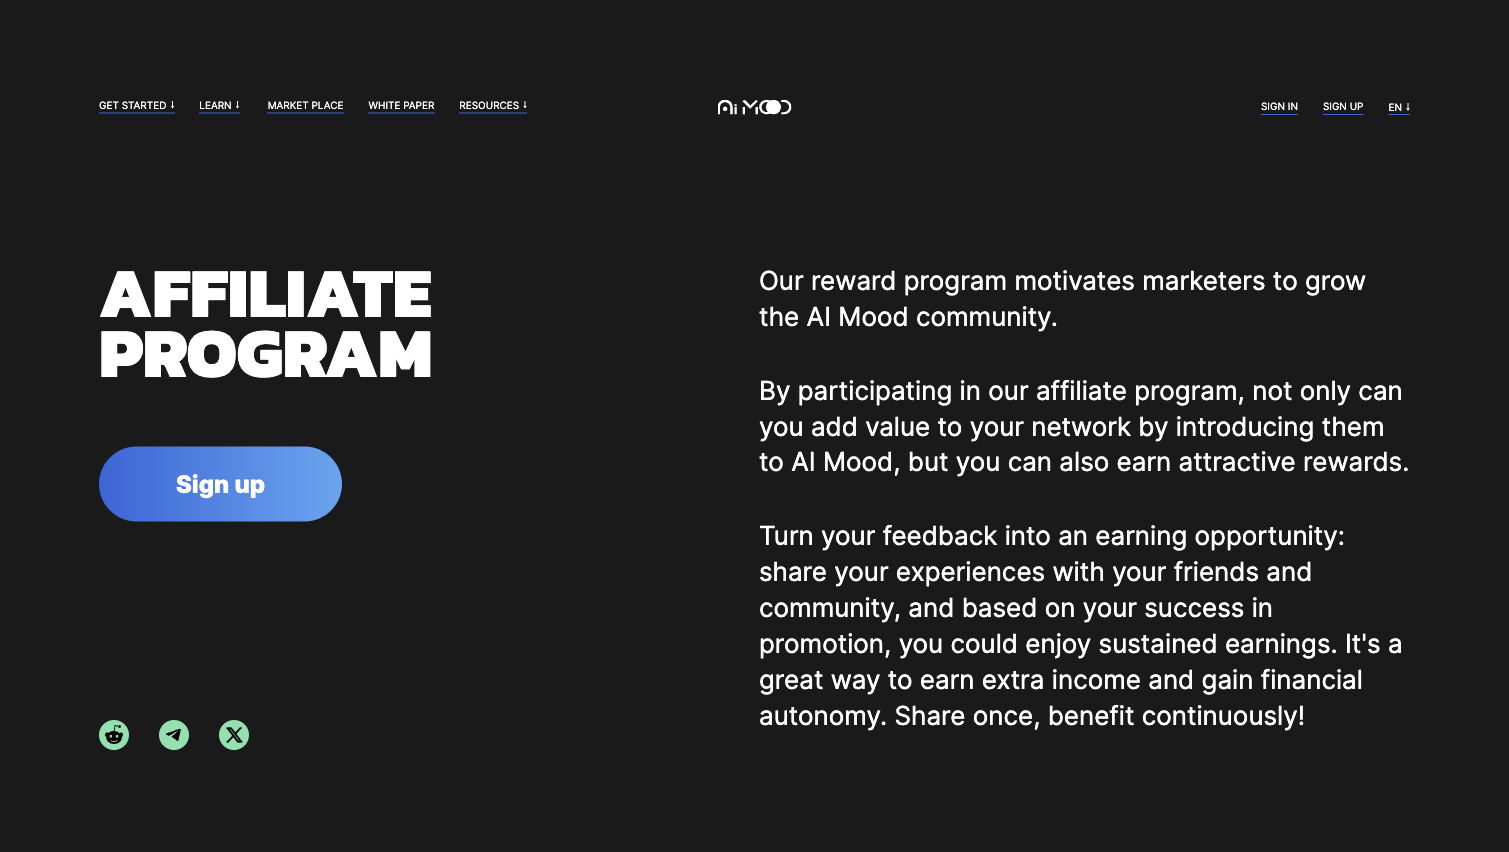 GET STARTED ↓ LEARN ↓ MARKET PLACE WHITE PAPER RESOURCES ↓ Ai MOOD SIGN IN SIGN UP EN ↓
AFFILIATE
PROGRAM
Sign up
Our reward program motivates marketers to grow
the AI Mood community.
By participating in our affiliate program, not only can
you add value to your network by introducing them
to AI Mood, but you can also earn attractive rewards.
Turn your feedback into an earning opportunity:
share your experiences with your friends and
community, and based on your success in
promotion, you could enjoy sustained earnings. It's a
great way to earn extra income and gain financial
autonomy. Share once, benefit continuously!